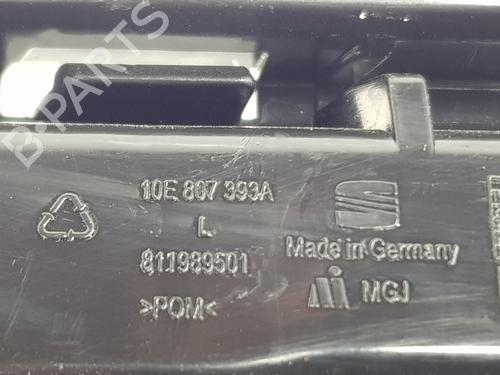 B-PARTS
10E 807 393A
L
811989501
>POM<
Made in Germany
MGJ